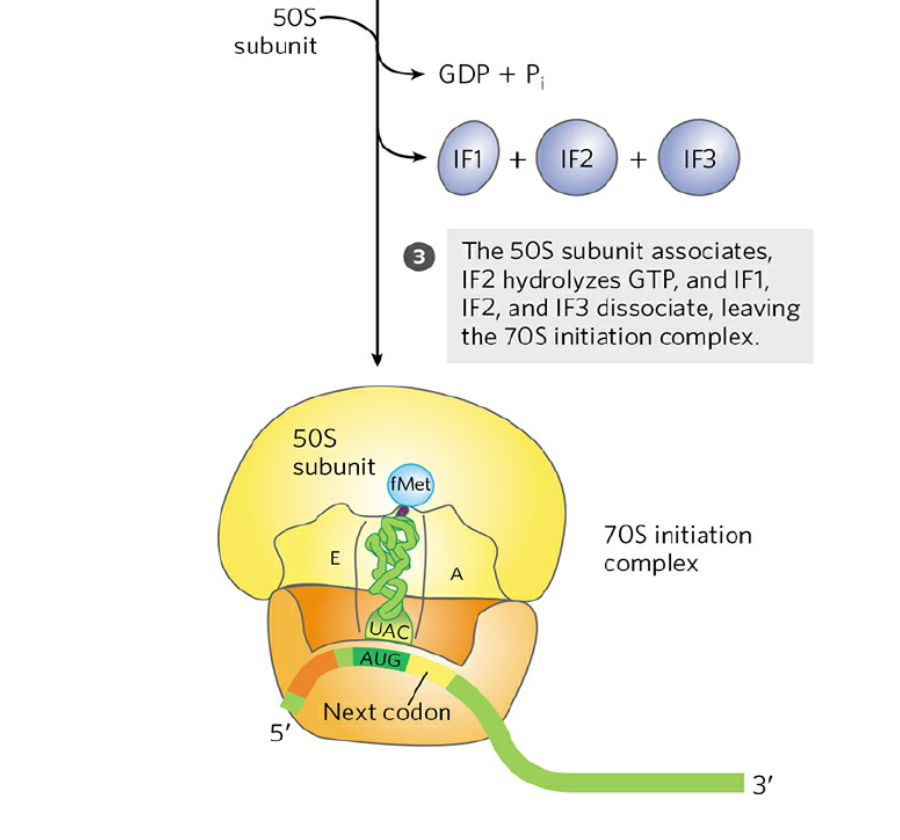 50S
subunit
GDP + Pi
IF1 + IF2 + IF3
3
The 50S subunit associates,
IF2 hydrolyzes GTP, and IF1,
IF2, and IF3 dissociate, leaving
the 70S initiation complex.
50S
subunit
fMet
70S initiation
complex
E
A
UAC
AUG
Next codon
5′
3′